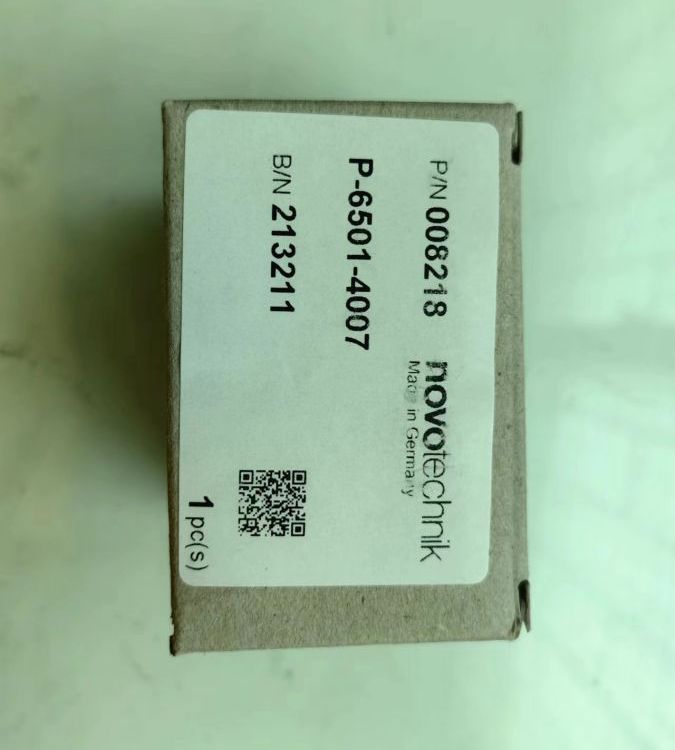 P/N 008218
novotechnik
Made in Germany
P-6501-4007
B/N 213211
1 pc(s)